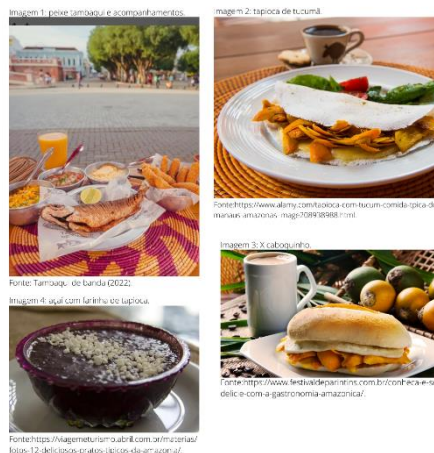 Imagem 1: peixe tambaqui e acompanhamentos.
Fonte: Tambaqui de banda (2022)
Imagem 4: açaí com farinha de tapioca.
Fonte:https://viagemeturismo.abril.com.br/materias/
fotos-12-deliciosos-pratos-tipicos-da-amazonia/.
Imagem 2: tapioca de tucumã.
Fonte:https://www.alamy.com/tapioca-com-tucum-comida-tpica-de-
manaus-amazonas-image208938988.html
Imagem 3: X caboquinho.
Fonte:https://www.festivaldeparintins.com.br/conheca-e-se-
delicie-com-a-gastronomia-amazonica/.